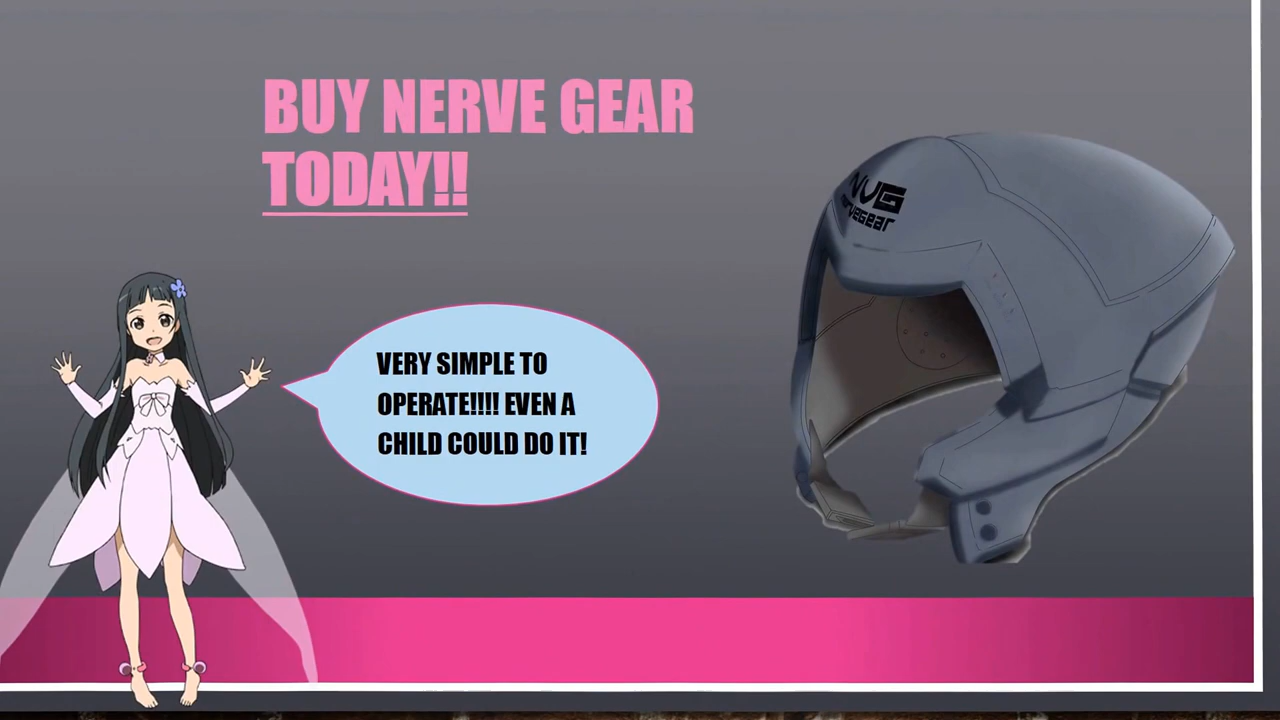 BUY NERVE GEAR
TODAY!!
NVG
nerveGear
VERY SIMPLE TO
OPERATE!!!! EVEN A
CHILD COULD DO IT!